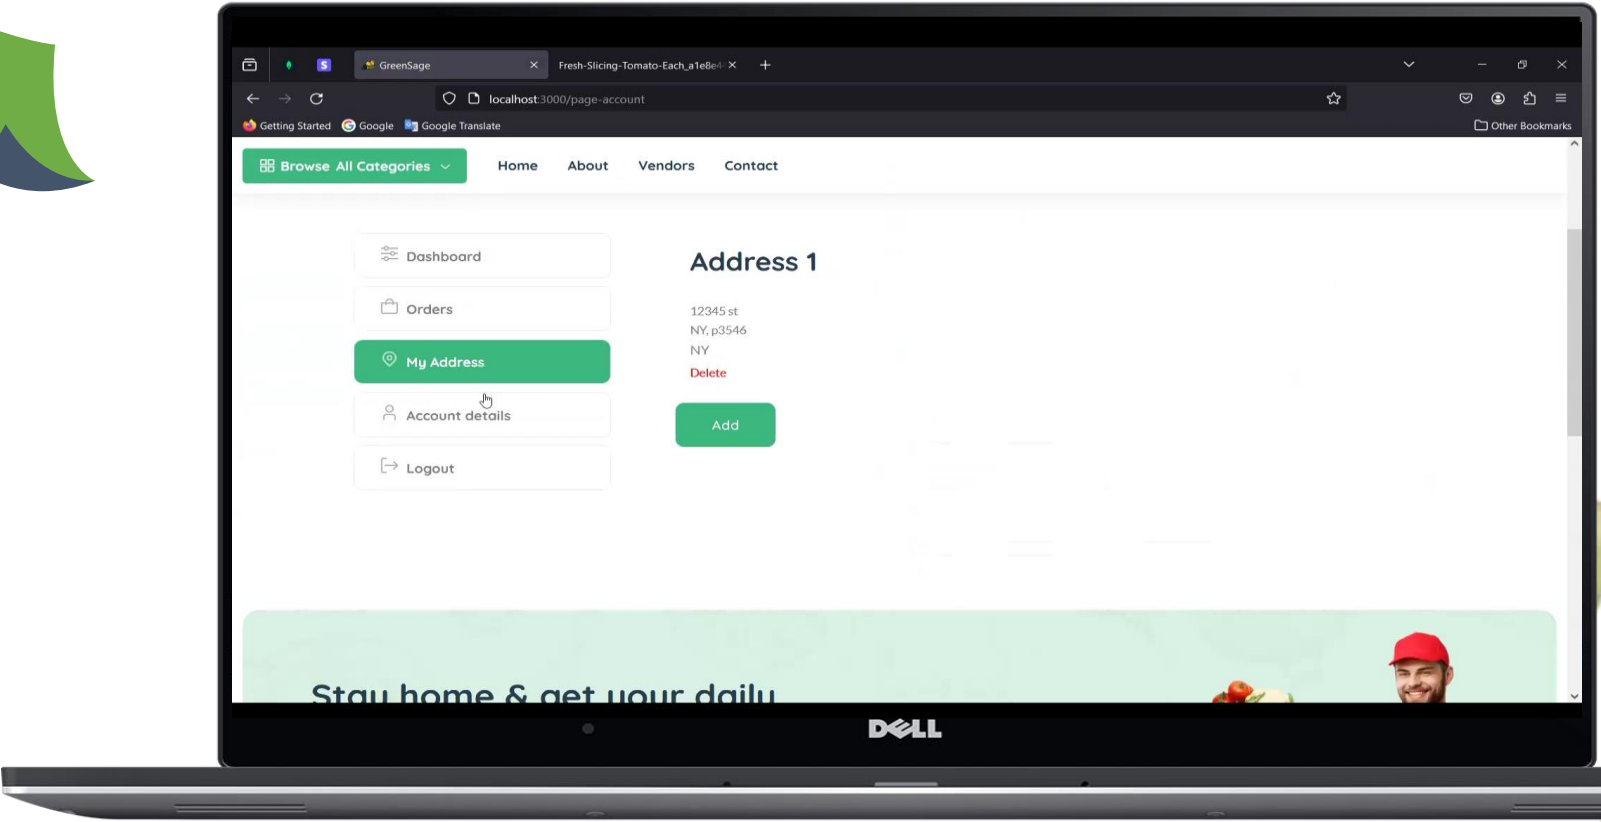 S
GreenSage
Fresh-Slicing-Tomato-Each_a1e8e4
localhost:3000/page-account
Getting Started
Google
Google Translate
Other Bookmarks
Browse All Categories
Home
About
Vendors
Contact
Dashboard
Orders
My Address
Account details
Logout
Address 1
12345 st
NY, p3546
NY
Delete
Add
Stay home & get your daily
DELL